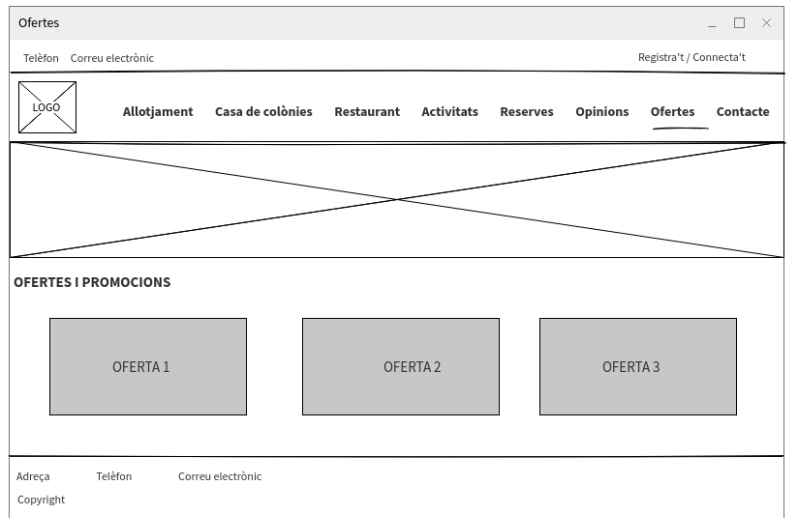 Ofertes
Telèfon Correu electrònic Registra't / Connecta't
LOGO
Allotjament Casa de colònies Restaurant Activitats Reserves Opinions Ofertes Contacte
OFERTES I PROMOCIONS
OFERTA 1 OFERTA 2 OFERTA 3
Adreça Telèfon Correu electrònic
Copyright